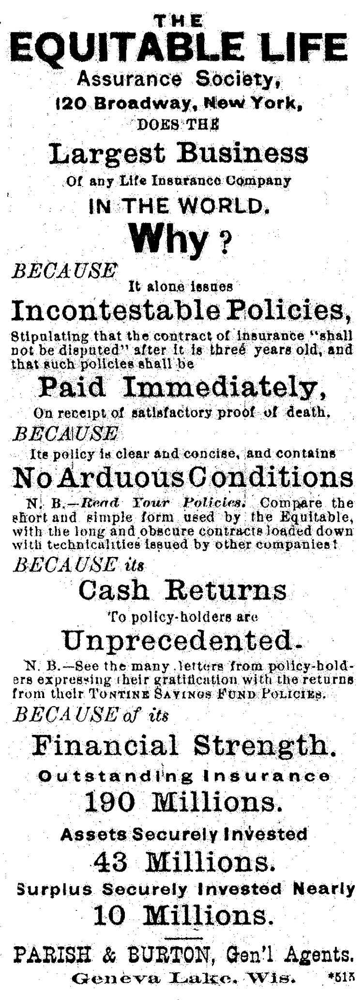 THE
EQUITABLE LIFE
Assurance Society,
120 Broadway, New York,
DOES THE
Largest Business
Of any Life Insurance Company
IN THE WORLD.
Why?
BECAUSE
It alone issues
Incontestable Policies,
Stipulating that the contract of insurance "shall
not be disputed" after it is three years old, and
that such policies shall be
Paid Immediately,
On receipt of satisfactory proof of death.
BECAUSE
Its policy is clear and concise, and contains
No Arduous Conditions
N. B.—Read Your Policies. Compare the
short and simple form used by the Equitable,
with the long and obscure contracts loaded down
with technicalities issued by other companies!
BECAUSE its
Cash Returns
To policy-holders are
Unprecedented.
N. B.—See the many letters from policy-hold-
ers expressing their gratification with the returns
from their TONTINE SAVINGS FUND POLICIES.
BECAUSE of its
Financial Strength.
Outstanding Insurance
190 Millions.
Assets Securely Invested
43 Millions.
Surplus Securely Invested Nearly
10 Millions.
PARISH & BURTON, Gen'l Agents.
Geneva Lake, Wis.